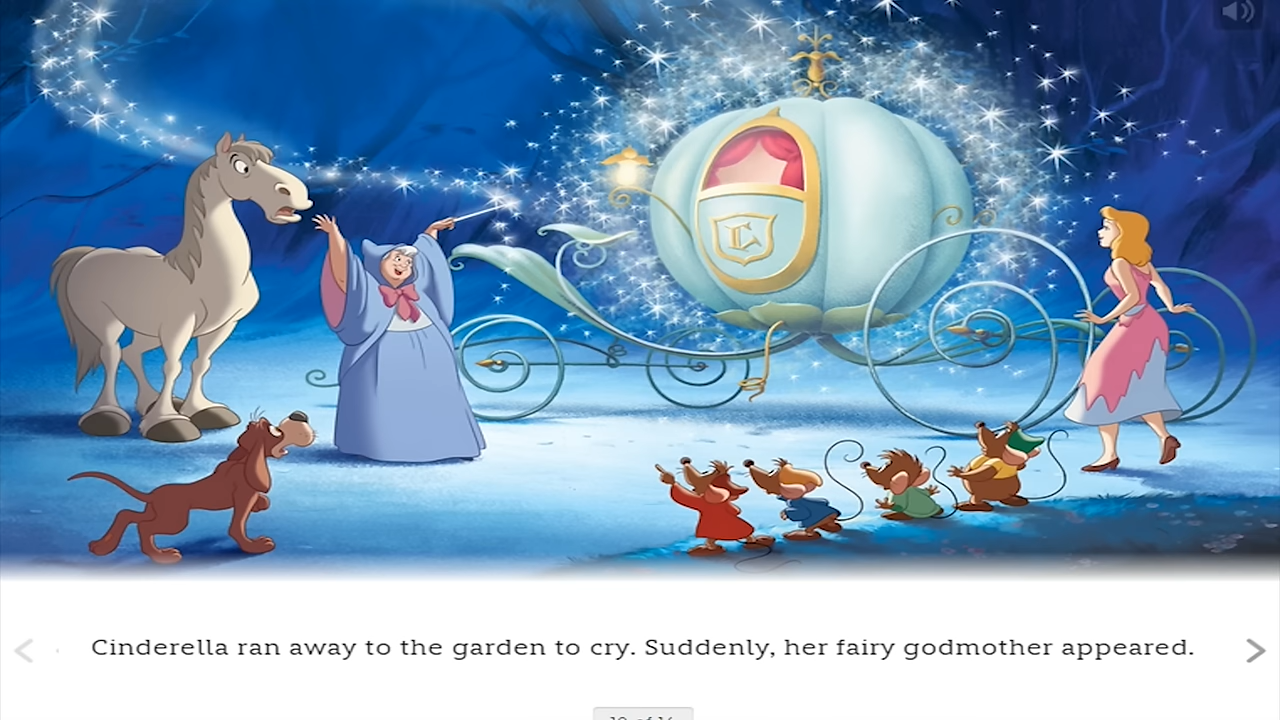 C
Cinderella ran away to the garden to cry. Suddenly, her fairy godmother appeared.